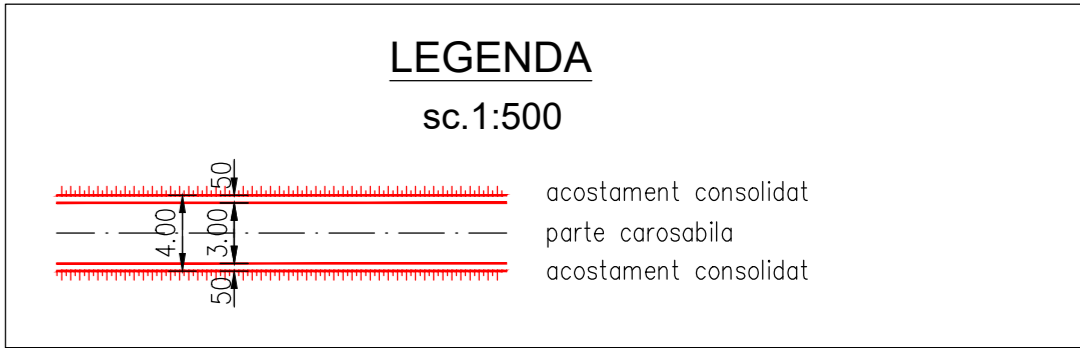 LEGENDA
sc.1:500
50
acostament consolidat
4.00
3.00
parte carosabila
50
acostament consolidat